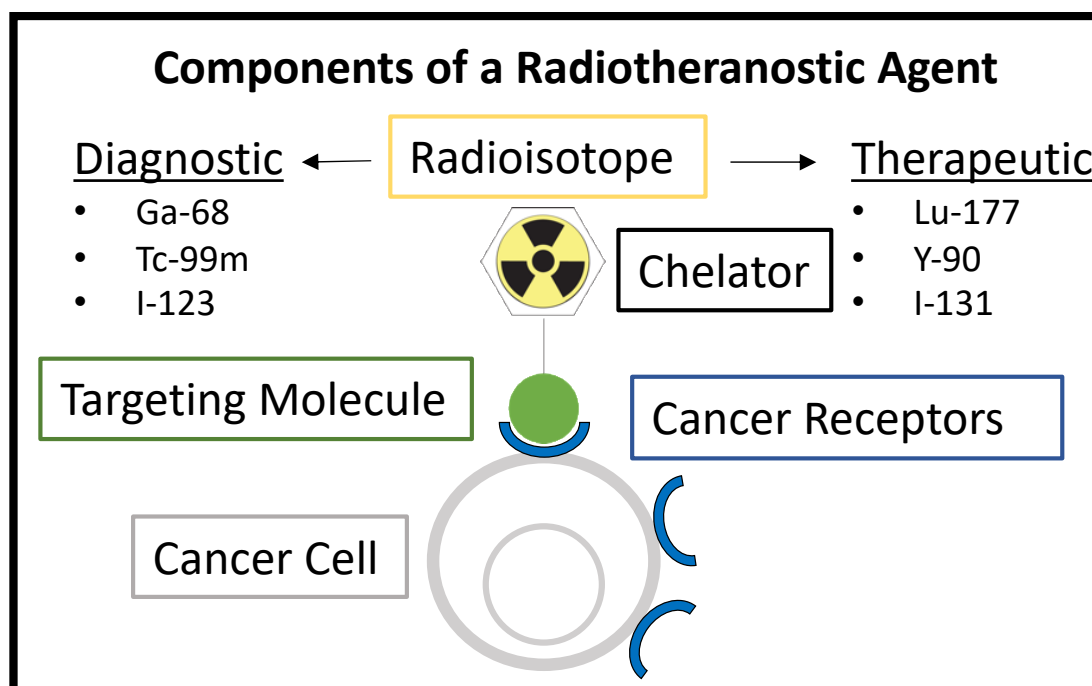 Components of a Radiotheranostic Agent
Diagnostic
Radioisotope
Therapeutic
• Ga-68
• Tc-99m
• I-123
Chelator
• Lu-177
• Y-90
• I-131
Targeting Molecule
Cancer Receptors
Cancer Cell